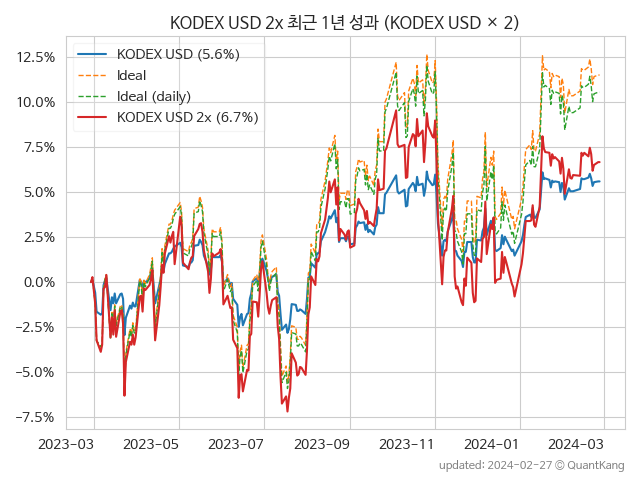 KODEX USD 2x 최근 1년 성과 (KODEX USD × 2)
12.5%
10.0%
7.5%
5.0%
2.5%
0.0%
−2.5%
−5.0%
−7.5%
KODEX USD (5.6%)
Ideal
Ideal (daily)
KODEX USD 2x (6.7%)
2023-03 2023-05 2023-07 2023-09 2023-11 2024-01 2024-03
updated: 2024-02-27 ⓒ QuantKang